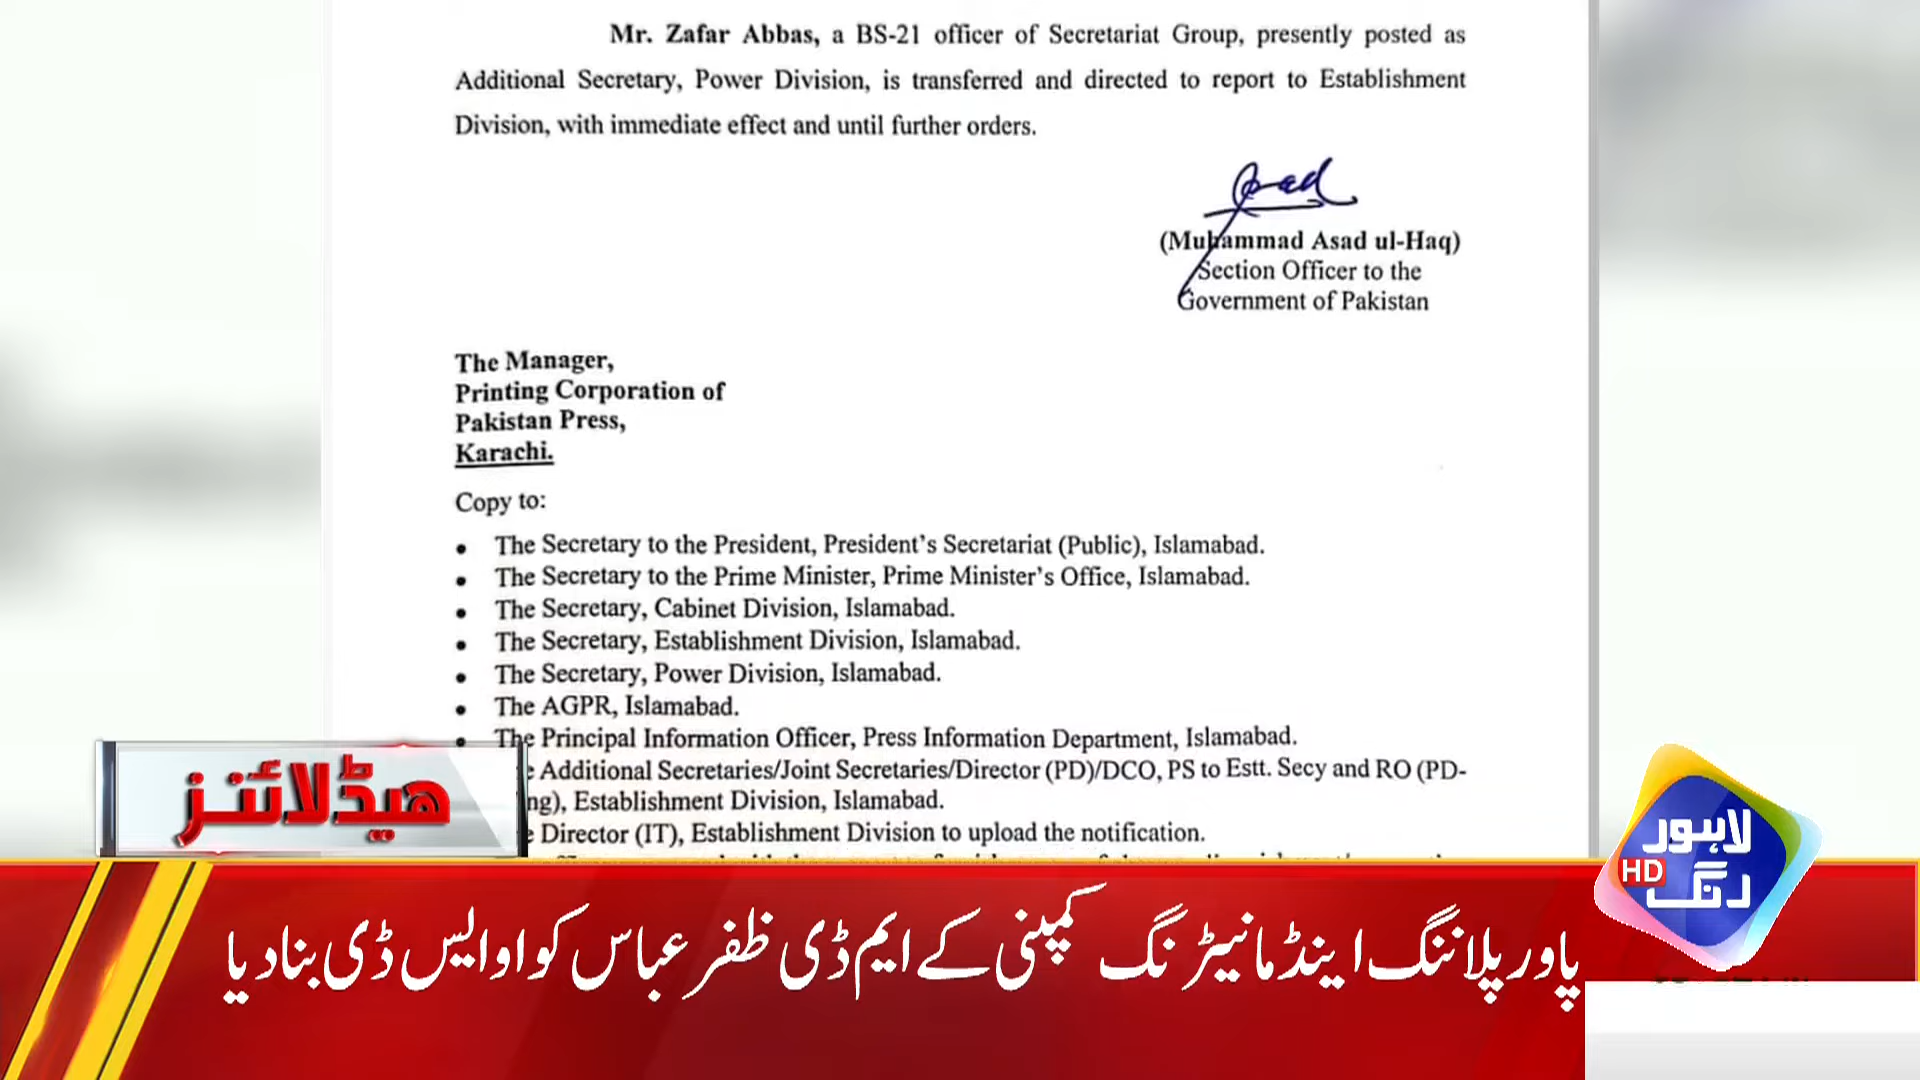 Mr. Zafar Abbas, a BS-21 officer of Secretariat Group, presently posted as
Additional Secretary, Power Division, is transferred and directed to report to Establishment
Division, with immediate effect and until further orders.
(Muhammad Asad ul-Haq)
Section Officer to the
Government of Pakistan
The Manager,
Printing Corporation of
Pakistan Press,
Karachi.
Copy to:
• The Secretary to the President, President's Secretariat (Public), Islamabad.
• The Secretary to the Prime Minister, Prime Minister's Office, Islamabad.
• The Secretary, Cabinet Division, Islamabad.
• The Secretary, Establishment Division, Islamabad.
• The Secretary, Power Division, Islamabad.
• The AGPR, Islamabad.
• The Principal Information Officer, Press Information Department, Islamabad.
Additional Secretaries/Joint Secretaries/Director (PD)/DCO, PS to Estt. Secy and RO (PD-
ng), Establishment Division, Islamabad.
Director (IT), Establishment Division to upload the notification.
ہیڈلائنز
لاہور
رنگ HD
پاور پلاننگ اینڈ مانیٹرنگ کمپنی کے ایم ڈی ظفر عباس کو او ایس ڈی بنا دیا